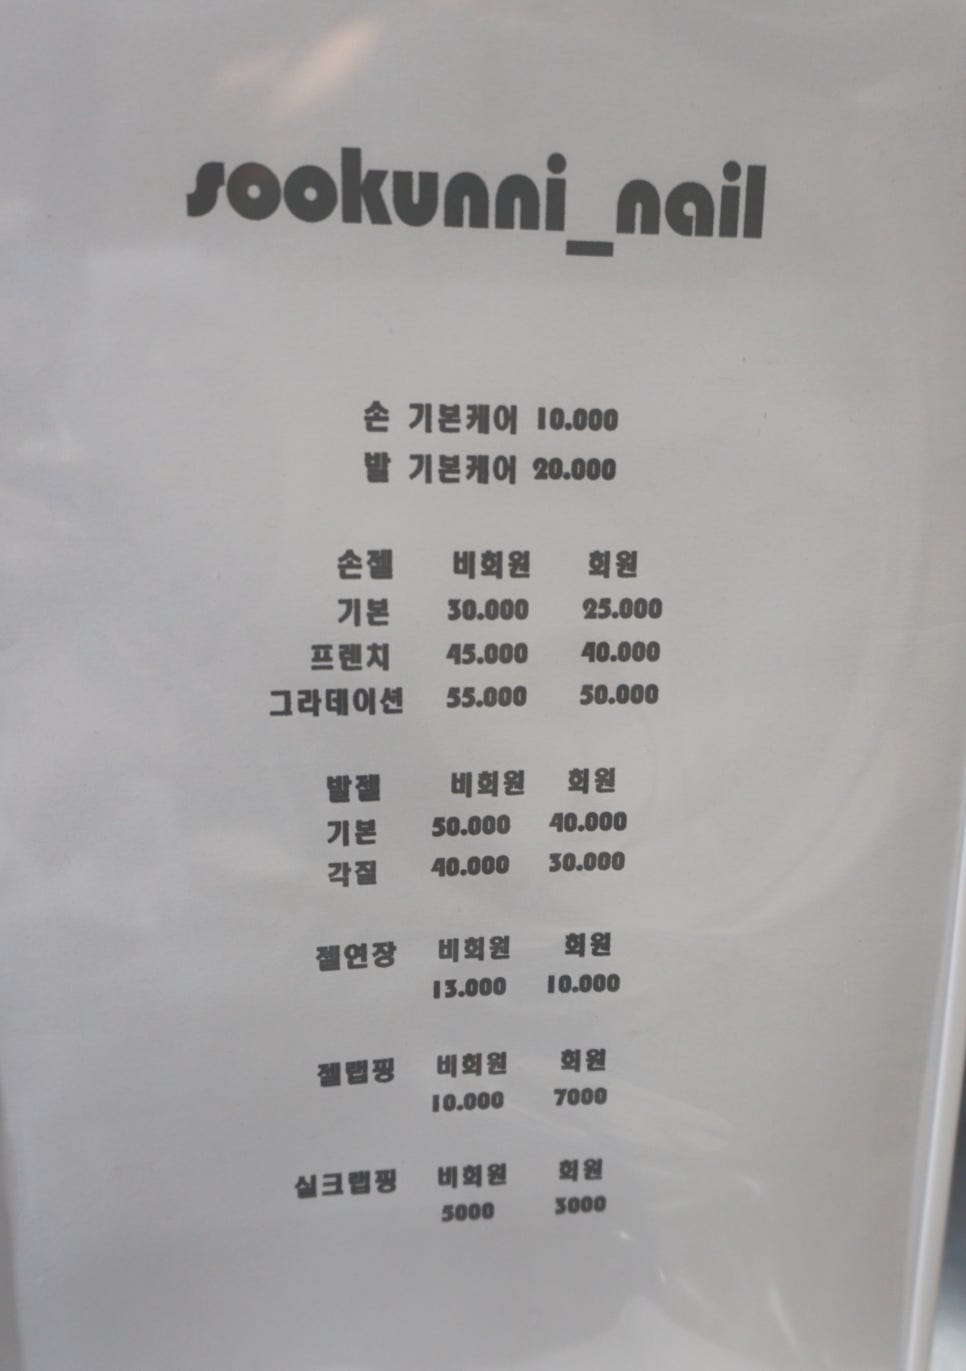 sookunni_nail
손 기본케어 10.000
발 기본케어 20.000
손젤 비회원 회원
기본 30.000 25.000
프렌치 45.000 40.000
그라데이션 55.000 50.000
발젤 비회원 회원
기본 50.000 40.000
각질 40.000 30.000
젤연장 비회원 회원
13.000 10.000
젤랩핑 비회원 회원
10.000 7000
실크랩핑 비회원 회원
5000 3000